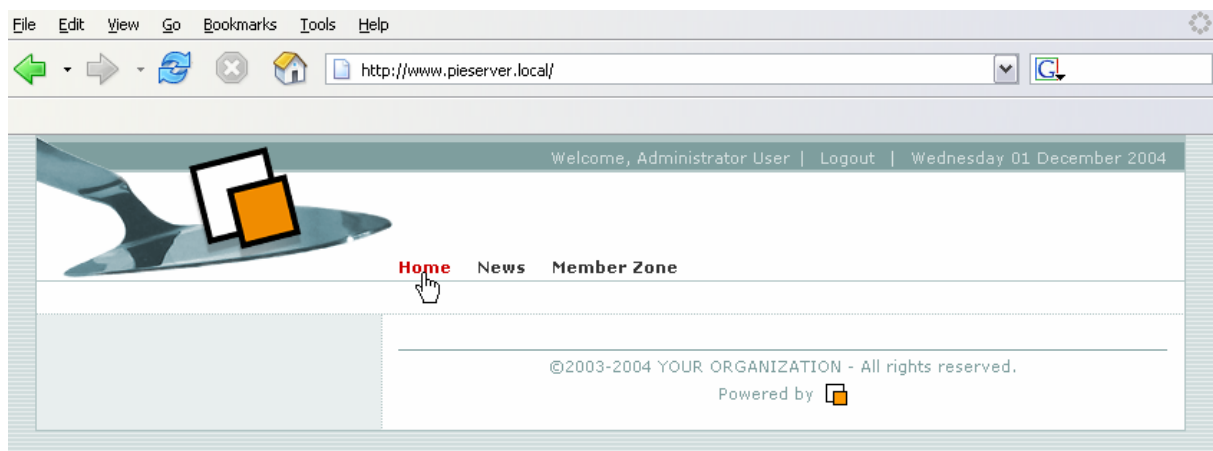 File Edit View Go Bookmarks Tools Help
http://www.pieserver.local/ G
Welcome, Administrator User | Logout | Wednesday 01 December 2004
Home News Member Zone
©2003-2004 YOUR ORGANIZATION - All rights reserved.
Powered by